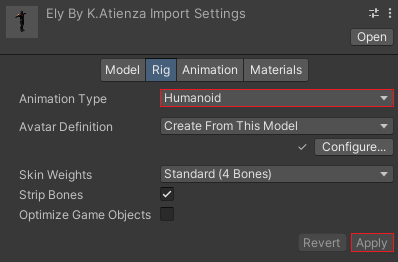 Ely By K.Atienza Import Settings
Open
Model Rig Animation Materials
Animation Type Humanoid
Avatar Definition Create From This Model
Configure...
Skin Weights Standard (4 Bones)
Strip Bones
Optimize Game Objects
Revert Apply